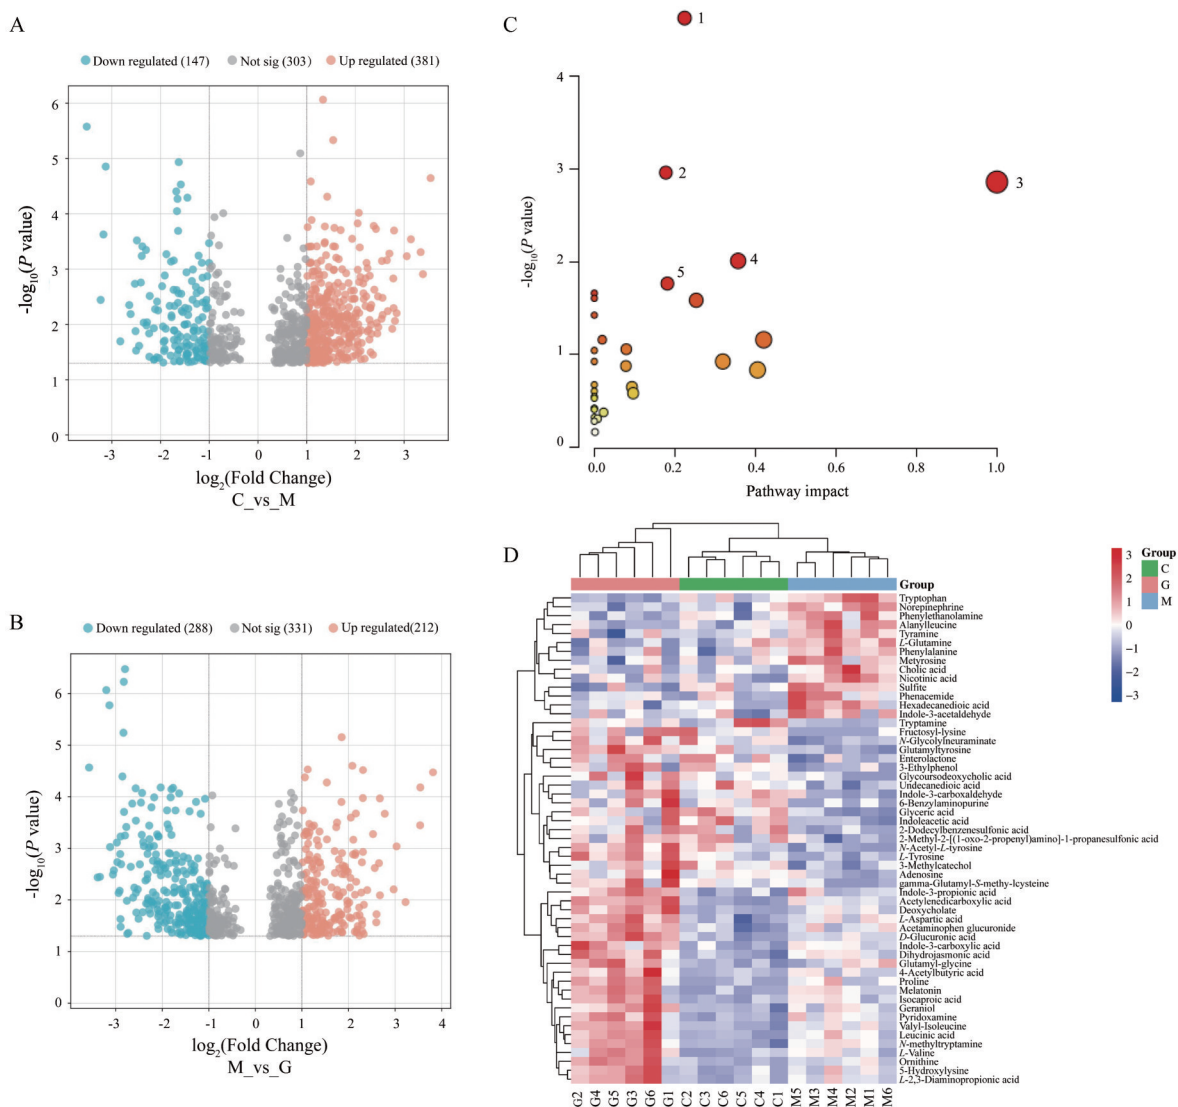 A
Down regulated (147) Not sig (303) Up regulated (381)
6
5
4
3
2
1
0
-log10(P value)
-3 -2 -1 0 1 2 3
log2(Fold Change)
C_vs_M
B
Down regulated (288) Not sig (331) Up regulated(212)
6
5
4
3
2
1
0
-log10(P value)
-3 -2 -1 0 1 2 3 4
log2(Fold Change)
M_vs_G
C
1
2
3
4
5
4
3
2
1
0
-log10(P value)
0.0 0.2 0.4 0.6 0.8 1.0
Pathway impact
D
Group
Tryptophan
Norepinephrine
Phenylethanolamine
Alanylleucine
Tyramine
L-Glutamine
Phenylalanine
Metyrosine
Cholic acid
Nicotinic acid
Sulfite
Phenacemide
Hexadecanedioic acid
Indole-3-acetaldehyde
Tryptamine
Fructosyl-lysine
N-Glycolylneuraminate
Glutamyltyrosine
Enterolactone
3-Ethylphenol
Glycoursodeoxycholic acid
Undecanedioic acid
Indole-3-carboxaldehyde
6-Benzylaminopurine
Glyceric acid
Indoleacetic acid
2-Dodecylbenzenesulfonic acid
2-Methyl-2-[(1-oxo-2-propenyl)amino]-1-propanesulfonic acid
N-Acetyl-L-tyrosine
L-Tyrosine
3-Methylcatechol
Adenosine
gamma-Glutamyl-S-methy-lcysteine
Indole-3-propionic acid
Acetylenedicarboxylic acid
Deoxycholate
L-Aspartic acid
Acetaminophen glucuronide
D-Glucuronic acid
Indole-3-carboxylic acid
Dihydrojasmonic acid
Glutamyl-glycine
4-Acetylbutyric acid
Proline
Melatonin
Isocaproic acid
Geraniol
Pyridoxamine
Valyl-Isoleucine
Leucinic acid
N-methyltryptamine
L-Valine
Ornithine
5-Hydroxylysine
L-2,3-Diaminopropionic acid
G2 G4 G5 G3 G6 G1 C2 C3 C6 C5 C4 C1 M5 M3 M4 M2 M1 M6
3
2
1
0
−1
−2
−3
Group
C
G
M